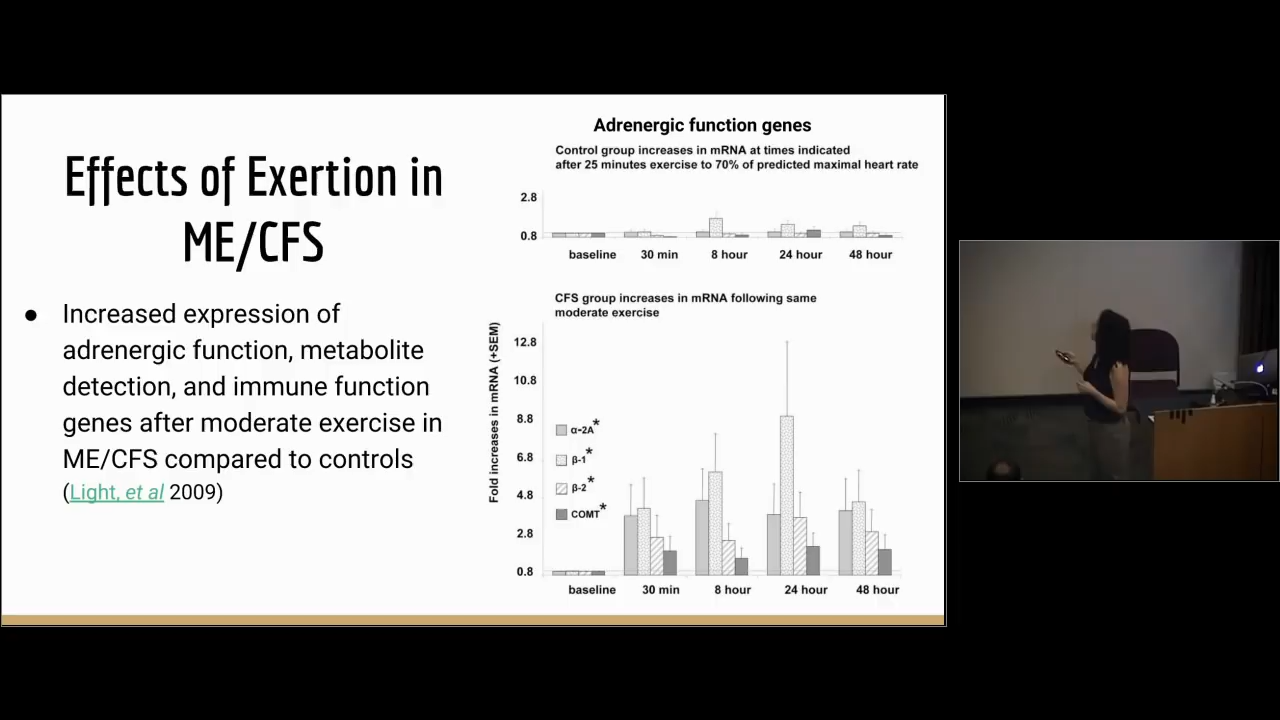 Effects of Exertion in
ME/CFS
● Increased expression of
adrenergic function, metabolite
detection, and immune function
genes after moderate exercise in
ME/CFS compared to controls
(Light, et al 2009)
Adrenergic function genes
Control group increases in mRNA at times indicated
after 25 minutes exercise to 70% of predicted maximal heart rate
2.8
0.8
baseline 30 min 8 hour 24 hour 48 hour
CFS group increases in mRNA following same
moderate exercise
Fold increases in mRNA (+SEM)
12.8
10.8
8.8
6.8
4.8
2.8
0.8
α-2A*
β-1*
β-2*
COMT*
baseline 30 min 8 hour 24 hour 48 hour